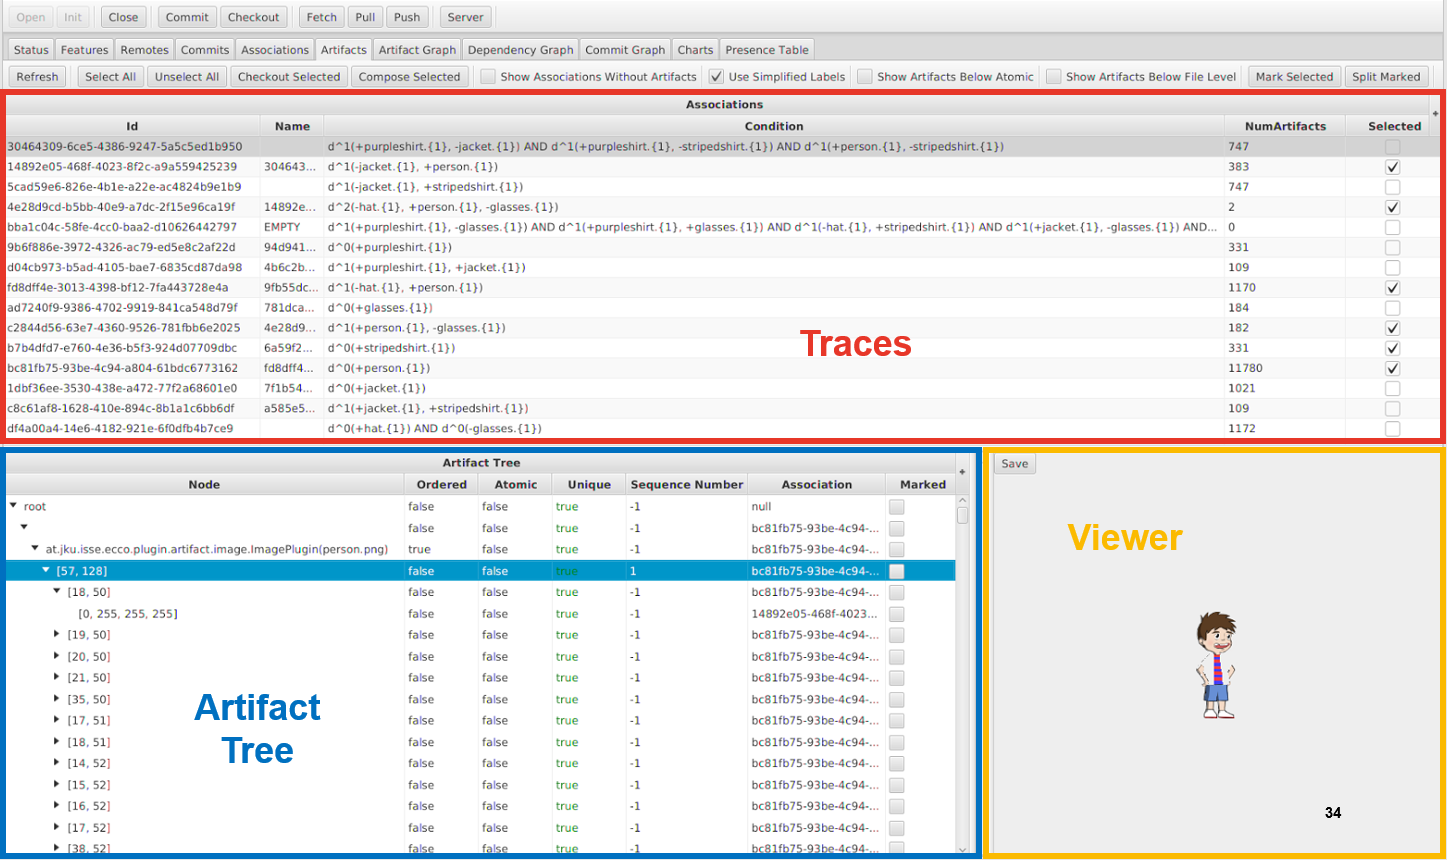 Open Init Close Commit Checkout Fetch Pull Push Server
Status Features Remotes Commits Associations Artifacts Artifact Graph Dependency Graph Commit Graph Charts Presence Table
Refresh Select All Unselect All Checkout Selected Compose Selected Show Associations Without Artifacts Use Simplified Labels Show Artifacts Below Atomic Show Artifacts Below File Level Mark Selected Split Marked
Associations
Id Name Condition NumArtifacts Selected
30464309-6ce5-4386-9247-5a5c5ed1b950 d^1(+purpleshirt.{1}, -jacket.{1}) AND d^1(+purpleshirt.{1}, -stripedshirt.{1}) AND d^1(+person.{1}, -stripedshirt.{1}) 747
14892e05-468f-4023-8f2c-a9a559425239 304643... d^1(-jacket.{1}, +person.{1}) 383
5cad59e6-826e-4b1e-a22e-ac4824b9e1b9 d^1(-jacket.{1}, +stripedshirt.{1}) 747
4e28d9cd-b5bb-40e9-a7dc-2f15e96ca19f 14892e... d^2(-hat.{1}, +person.{1}, -glasses.{1}) 2
bba1c04c-58fe-4cc0-baa2-d10626442797 EMPTY d^1(+purpleshirt.{1}, -glasses.{1}) AND d^1(+purpleshirt.{1}, +glasses.{1}) AND d^1(-hat.{1}, +stripedshirt.{1}) AND d^1(+jacket.{1}, -glasses.{1}) AND... 0
9b6f886e-3972-4326-ac79-ed5e8c2af22d 94d941... d^0(+purpleshirt.{1}) 331
d04cb973-b5ad-4105-bae7-6835cd87da98 4b6c2b... d^1(+purpleshirt.{1}, +jacket.{1}) 109
fd8dff4e-3013-4398-bf12-7fa443728e4a 9fb55dc... d^1(-hat.{1}, +person.{1}) 1170
ad7240f9-9386-4702-9919-841ca548d79f 781dca... d^0(+glasses.{1}) 184
c2844d56-63e7-4360-9526-781fbb6e2025 4e28d9... d^1(+person.{1}, -glasses.{1}) 182
b7b4dfd7-e760-4e36-b5f3-924d07709dbc 6a59f2... d^0(+stripedshirt.{1}) 331
Traces
bc81fb75-93be-4c94-a804-61bdc6773162 fd8dff4... d^0(+person.{1}) 11780
1dbf36ee-3530-438e-a472-77f2a68601e0 7f1b54... d^0(+jacket.{1}) 1021
c8c61af8-1628-410e-894c-8b1a1c6bb6df a585e5... d^1(+jacket.{1}, +stripedshirt.{1}) 109
df4a00a4-14e6-4182-921e-6f0dfb4b7ce9 d^0(+hat.{1}) AND d^0(-glasses.{1}) 1172
Artifact Tree
Node Ordered Atomic Unique Sequence Number Association Marked
root false false true -1 null
false false true -1 bc81fb75-93be-4c94-...
at.jku.isse.ecco.plugin.artifact.image.ImagePlugin(person.png) true false true -1 bc81fb75-93be-4c94-...
[57, 128] false false true 1 bc81fb75-93be-4c94-...
[18, 50] false false true -1 bc81fb75-93be-4c94-...
[0, 255, 255, 255] false false true -1 14892e05-468f-4023...
[19, 50] false false true -1 bc81fb75-93be-4c94-...
[20, 50] false false true -1 bc81fb75-93be-4c94-...
[21, 50] false false true -1 bc81fb75-93be-4c94-...
[35, 50] false false true -1 bc81fb75-93be-4c94-...
[17, 51] false false true -1 bc81fb75-93be-4c94-...
[18, 51] false false true -1 bc81fb75-93be-4c94-...
[14, 52] false false true -1 bc81fb75-93be-4c94-...
[15, 52] false false true -1 bc81fb75-93be-4c94-...
[16, 52] false false true -1 bc81fb75-93be-4c94-...
[17, 52] false false true -1 bc81fb75-93be-4c94-...
[38, 52] false false true -1 bc81fb75-93be-4c94-...
Artifact
Tree
Save
Viewer
34